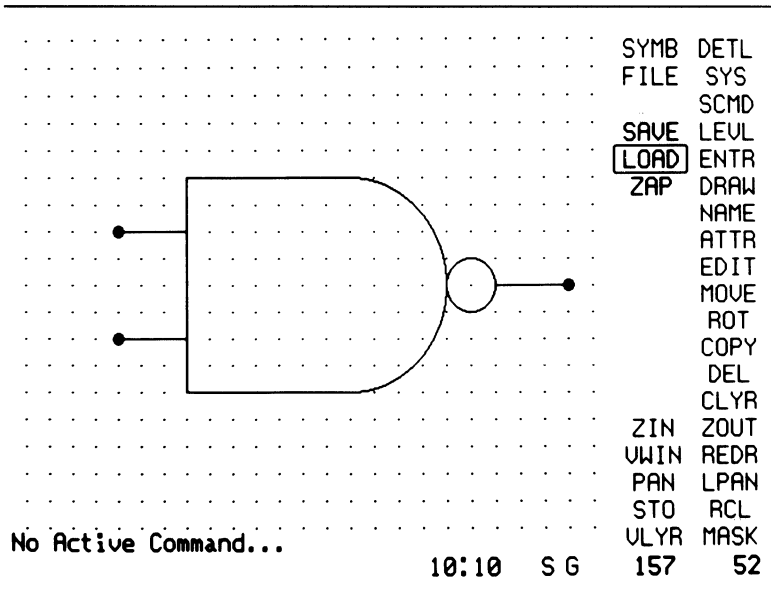 SYMB DETL
FILE SYS
SCMD
SAVE LEVL
LOAD ENTR
ZAP DRAW
NAME
ATTR
EDIT
MOVE
ROT
COPY
DEL
CLYR
ZIN ZOUT
VWIN REDR
PAN LPAN
STO RCL
VLYR MASK
No Active Command...
10:10 S G 157 52